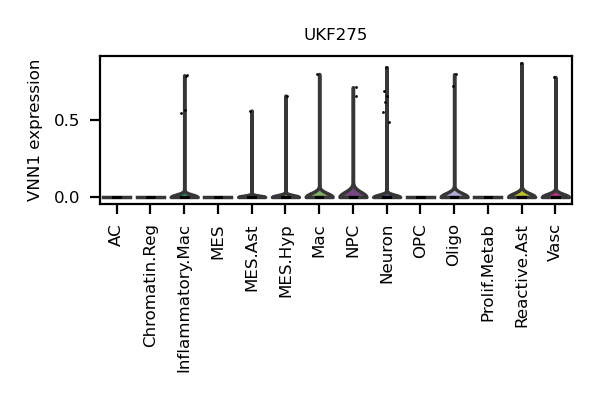 UKF275
VNN1 expression
0.5
0.0
AC
Chromatin.Reg
Inflammatory.Mac
MES
MES.Ast
MES.Hyp
Mac
NPC
Neuron
OPC
Oligo
Prolif.Metab
Reactive.Ast
Vasc